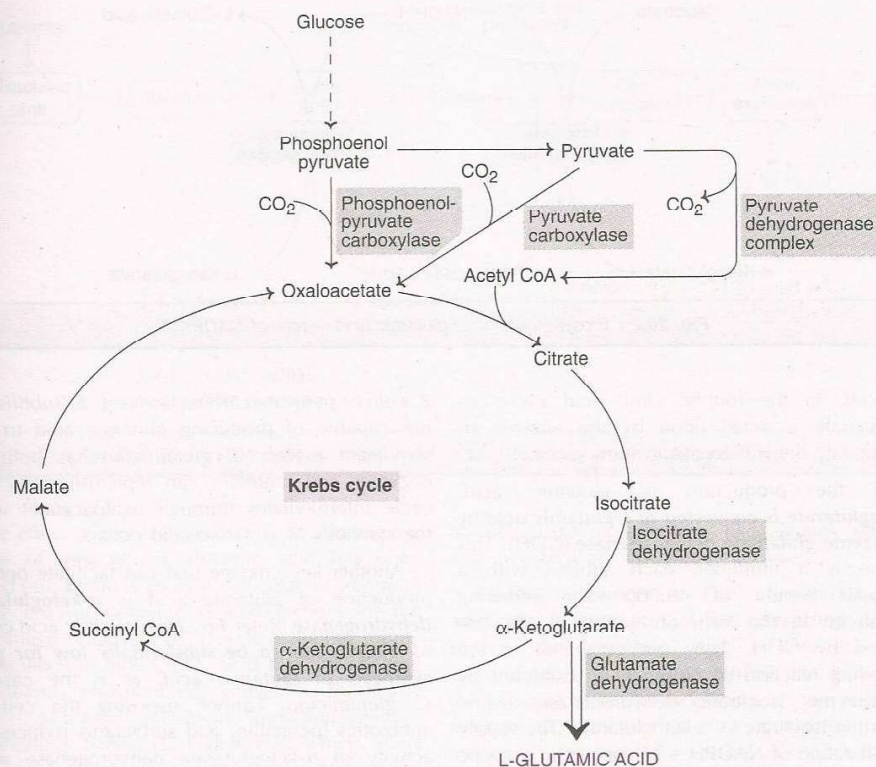 Glucose
Phosphoenol
pyruvate
Pyruvate
CO2
CO2
Phosphoenol-
pyruvate
carboxylase
Pyruvate
carboxylase
CO2
Pyruvate
dehydrogenase
complex
Oxaloacetate
Acetyl CoA
Citrate
Malate
Krebs cycle
Isocitrate
Isocitrate
dehydrogenase
Succinyl CoA
α-Ketoglutarate
dehydrogenase
α-Ketoglutarate
Glutamate
dehydrogenase
L-GLUTAMIC ACID